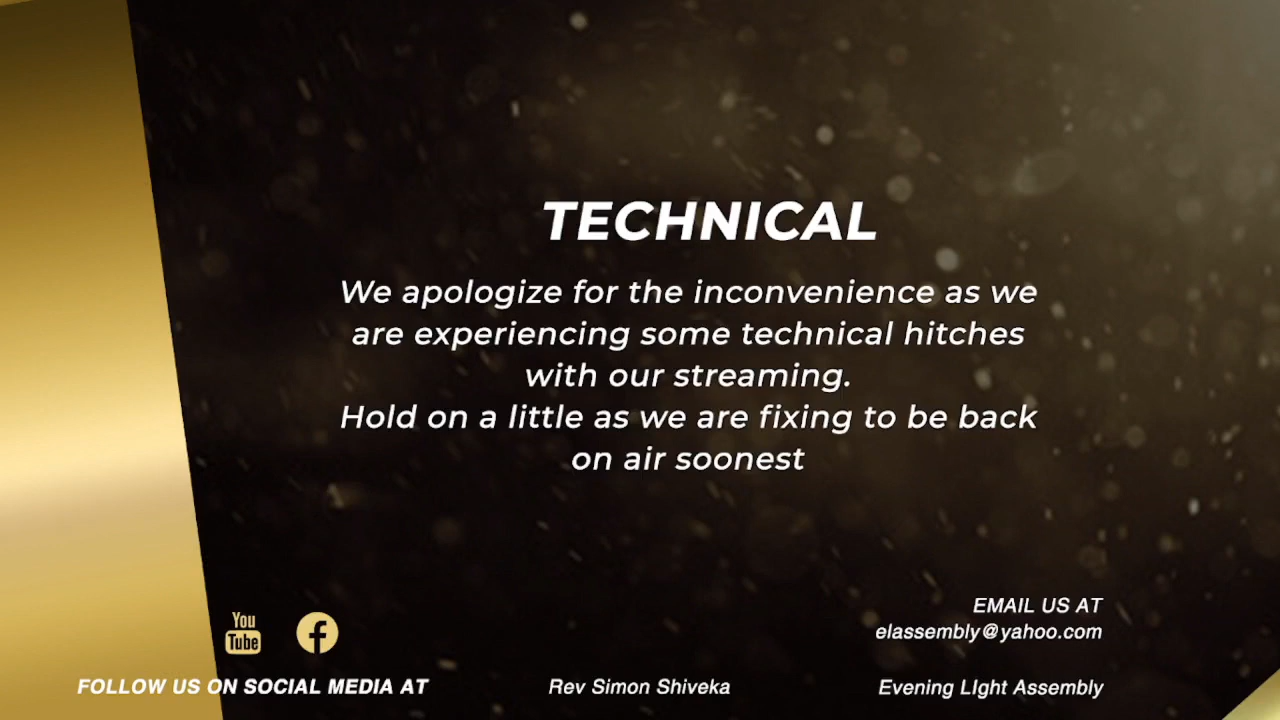 TECHNICAL
We apologize for the inconvenience as we
are experiencing some technical hitches
with our streaming.
Hold on a little as we are fixing to be back
on air soonest
You
Tube
EMAIL US AT
elassembly@yahoo.com
FOLLOW US ON SOCIAL MEDIA AT
Rev Simon Shiveka
Evening LIght Assembly